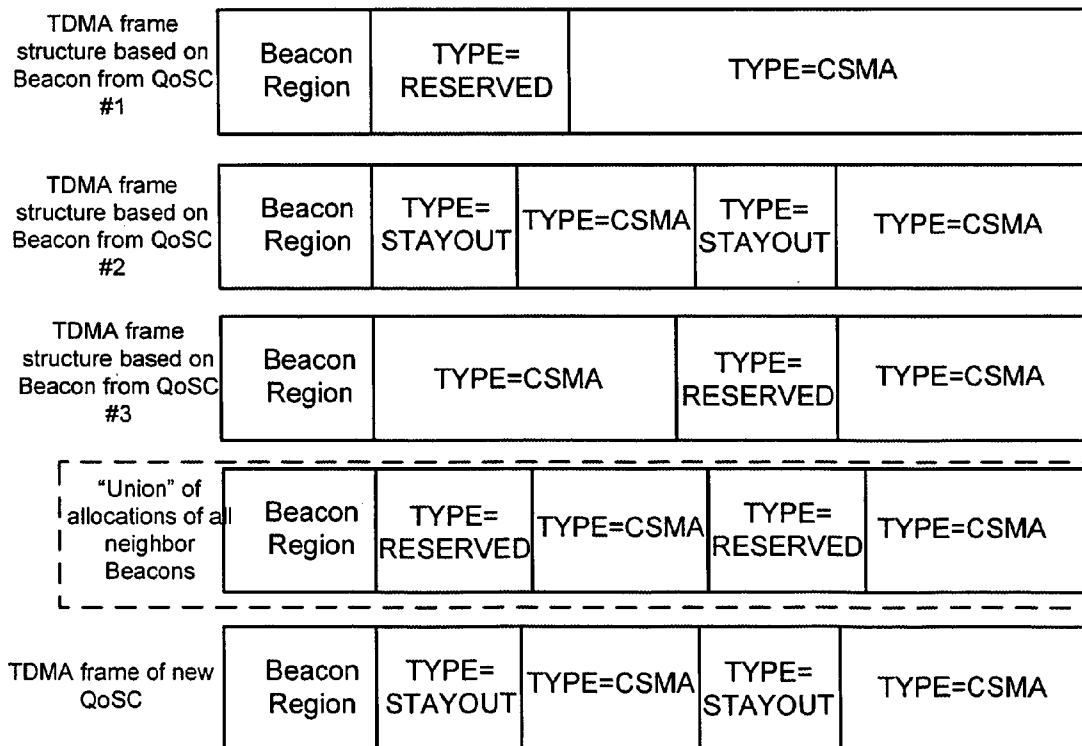 TDMA frame
structure based on
Beacon from QoSC
#1
Beacon
Region
TYPE=
RESERVED
TYPE=CSMA
TDMA frame
structure based on
Beacon from QoSC
#2
Beacon
Region
TYPE=
STAYOUT
TYPE=CSMA
TYPE=
STAYOUT
TYPE=CSMA
TDMA frame
structure based on
Beacon from QoSC
#3
Beacon
Region
TYPE=CSMA
TYPE=
RESERVED
TYPE=CSMA
“Union” of
allocations of all
neighbor
Beacons
Beacon
Region
TYPE=
RESERVED
TYPE=CSMA
TYPE=
RESERVED
TYPE=CSMA
TDMA frame of new
QoSC
Beacon
Region
TYPE=
STAYOUT
TYPE=CSMA
TYPE=
STAYOUT
TYPE=CSMA